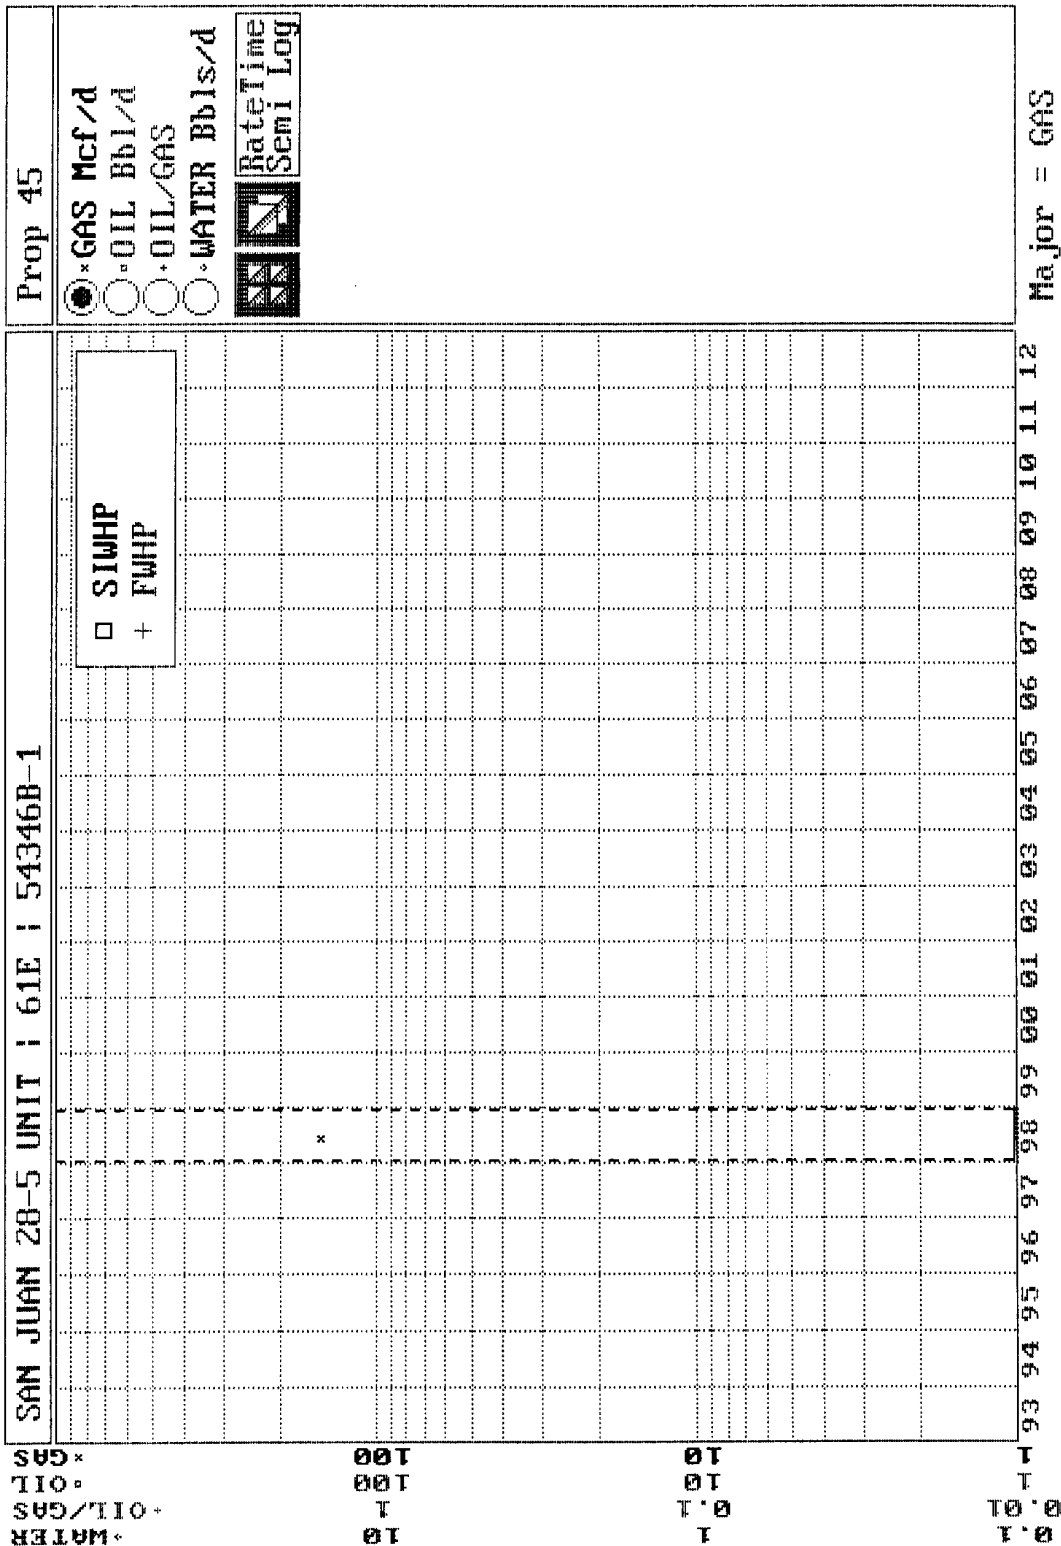 SAN JUAN 28-5 UNIT | 61E | 54346B-1
Prop 45
× GAS Mcf/d
▫ OIL Bbl/d
+ OIL/GAS
⋄ WATER Bbls/d
RateTime
Semi Log
□ SIWHP
+ FWHP
× GAS
▫ OIL
+ OIL/GAS
⋄ WATER
100
100
1
10
10
10
0.1
1
1
1
0.01
0.1
93 94 95 96 97 98 99 00 01 02 03 04 05 06 07 08 09 10 11 12
Major = GAS